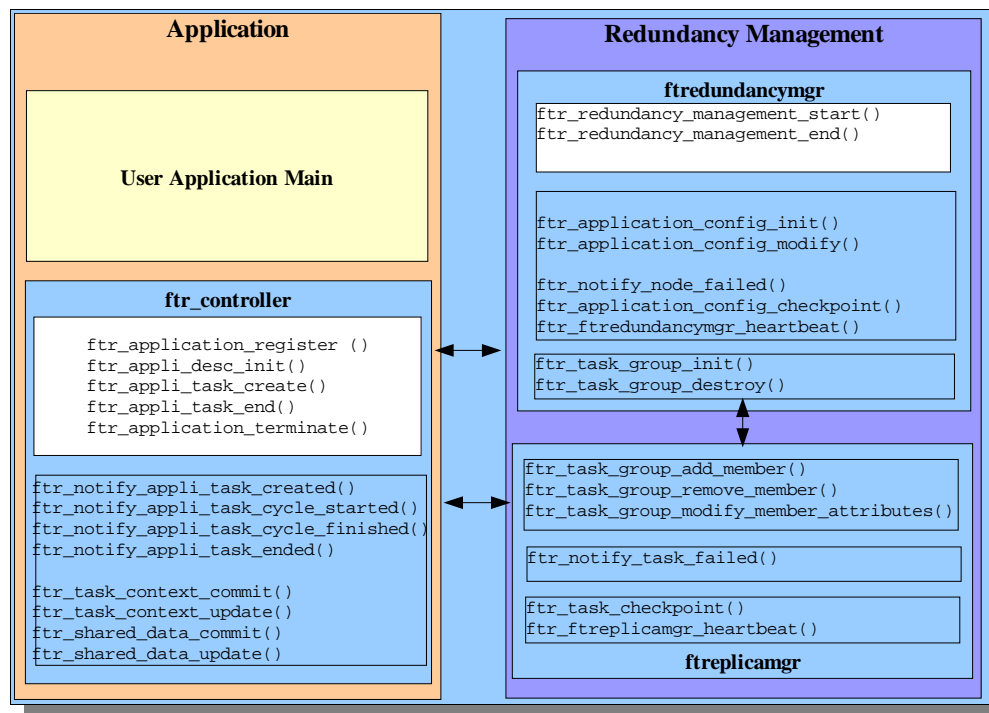 Application
User Application Main
ftr_controller
ftr_application_register ()
ftr_appli_desc_init()
ftr_appli_task_create()
ftr_appli_task_end()
ftr_application_terminate()
ftr_notify_appli_task_created()
ftr_notify_appli_task_cycle_started()
ftr_notify_appli_task_cycle_finished()
ftr_notify_appli_task_ended()
ftr_task_context_commit()
ftr_task_context_update()
ftr_shared_data_commit()
ftr_shared_data_update()
Redundancy Management
ftredundancymgr
ftr_redundancy_management_start()
ftr_redundancy_management_end()
ftr_application_config_init()
ftr_application_config_modify()
ftr_notify_node_failed()
ftr_application_config_checkpoint()
ftr_ftredundancymgr_heartbeat()
ftr_task_group_init()
ftr_task_group_destroy()
ftr_task_group_add_member()
ftr_task_group_remove_member()
ftr_task_group_modify_member_attributes()
ftr_notify_task_failed()
ftr_task_checkpoint()
ftr_ftreplicamgr_heartbeat()
ftreplicamgr